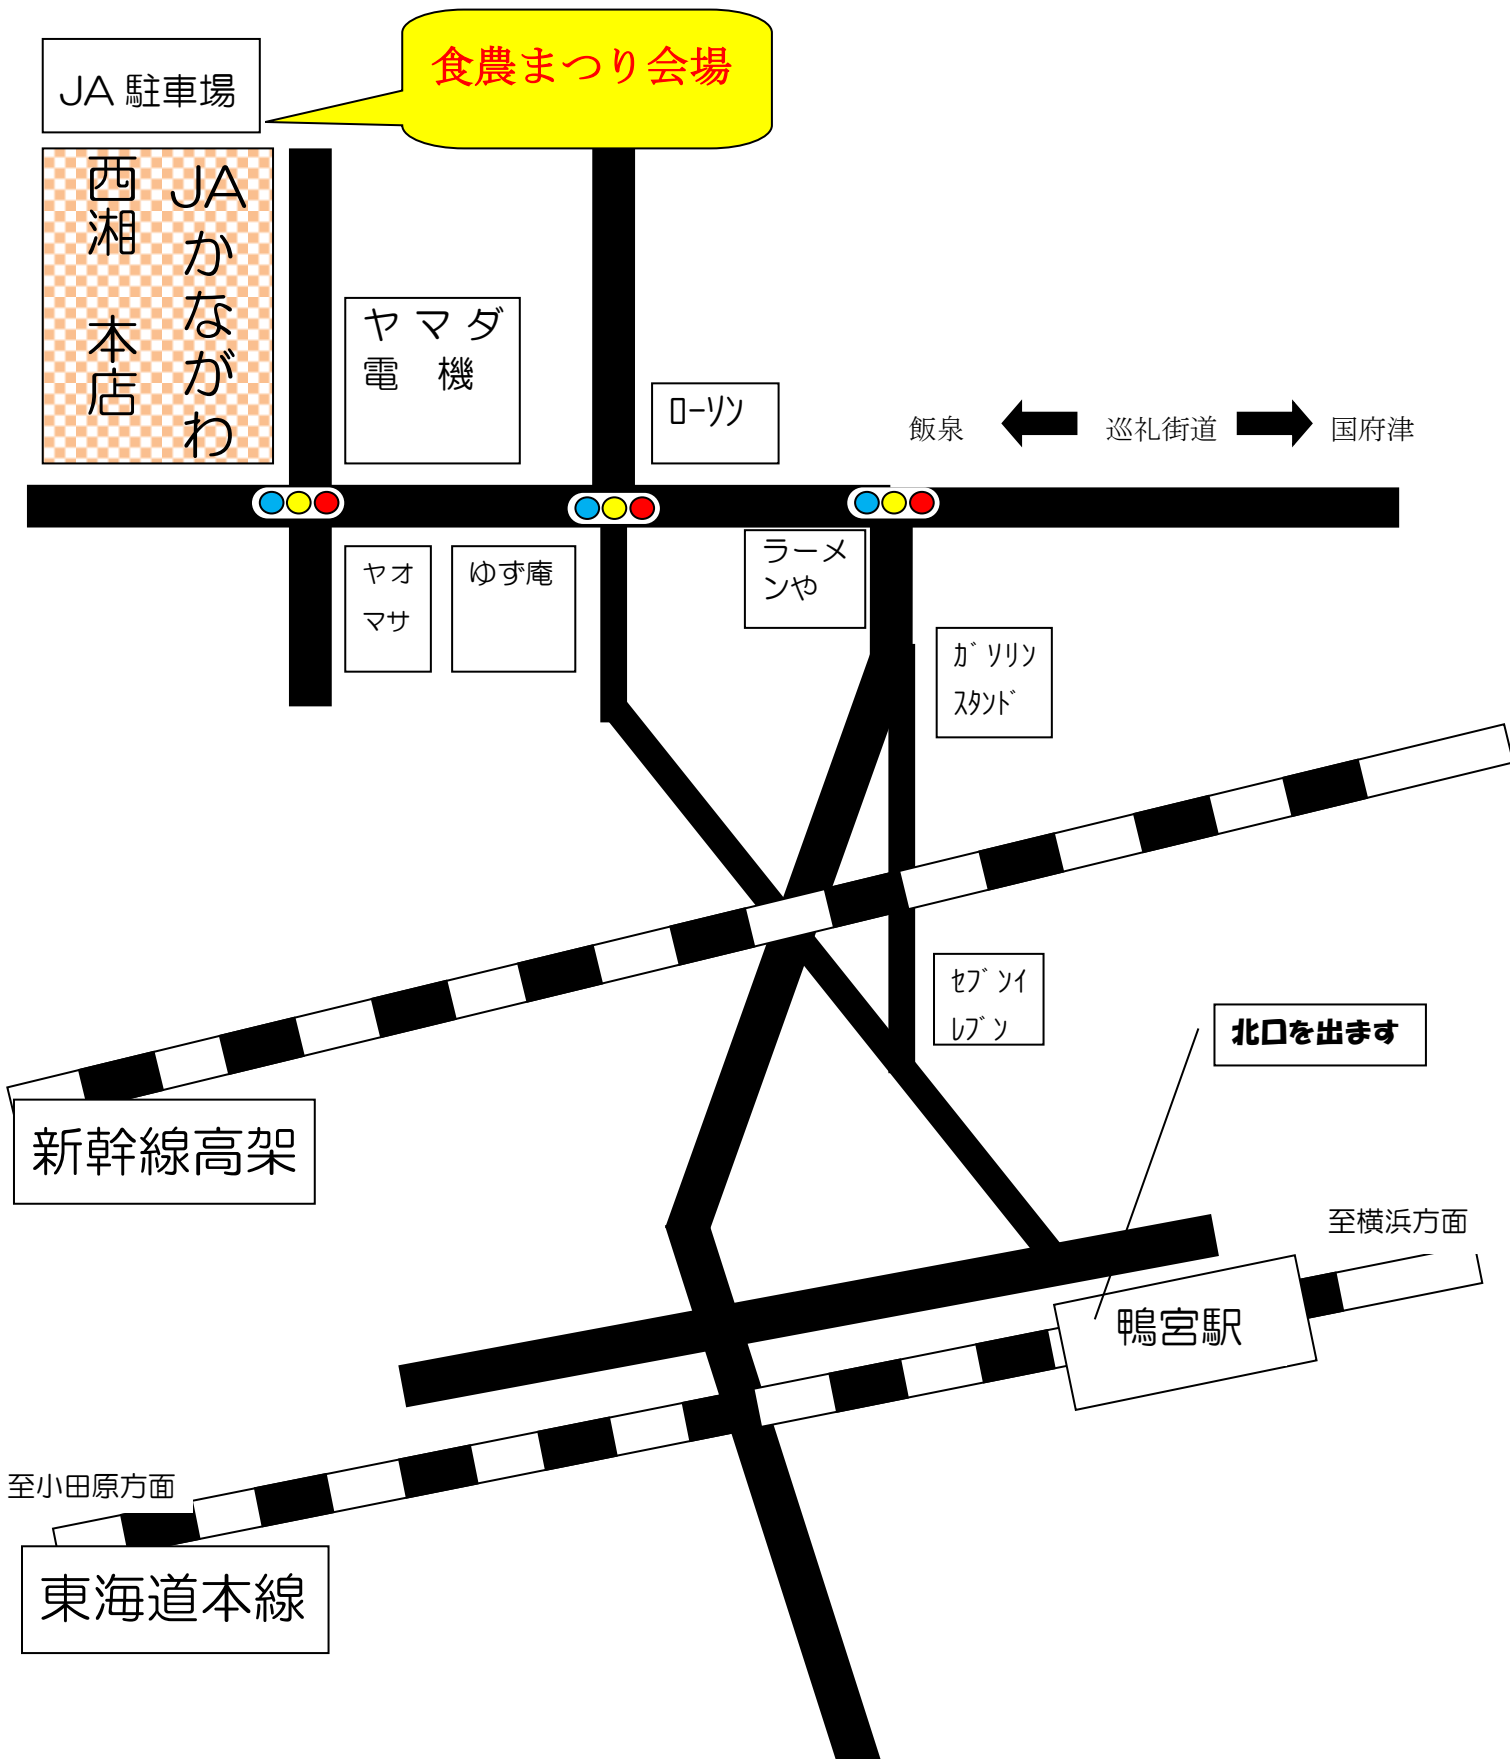 食農まつり会場
JA 駐車場
JAかながわ
西湘　本店
ヤマダ
電　機
ﾛｰｿﾝ
飯泉
巡礼街道
国府津
ヤオ
マサ
ゆず庵
ラーメ
ンや
ｶﾞｿﾘﾝ
ｽﾀﾝﾄﾞ
ｾﾌﾞﾝｲ
ﾚﾌﾞﾝ
北口を出ます
新幹線高架
至横浜方面
鴨宮駅
至小田原方面
東海道本線